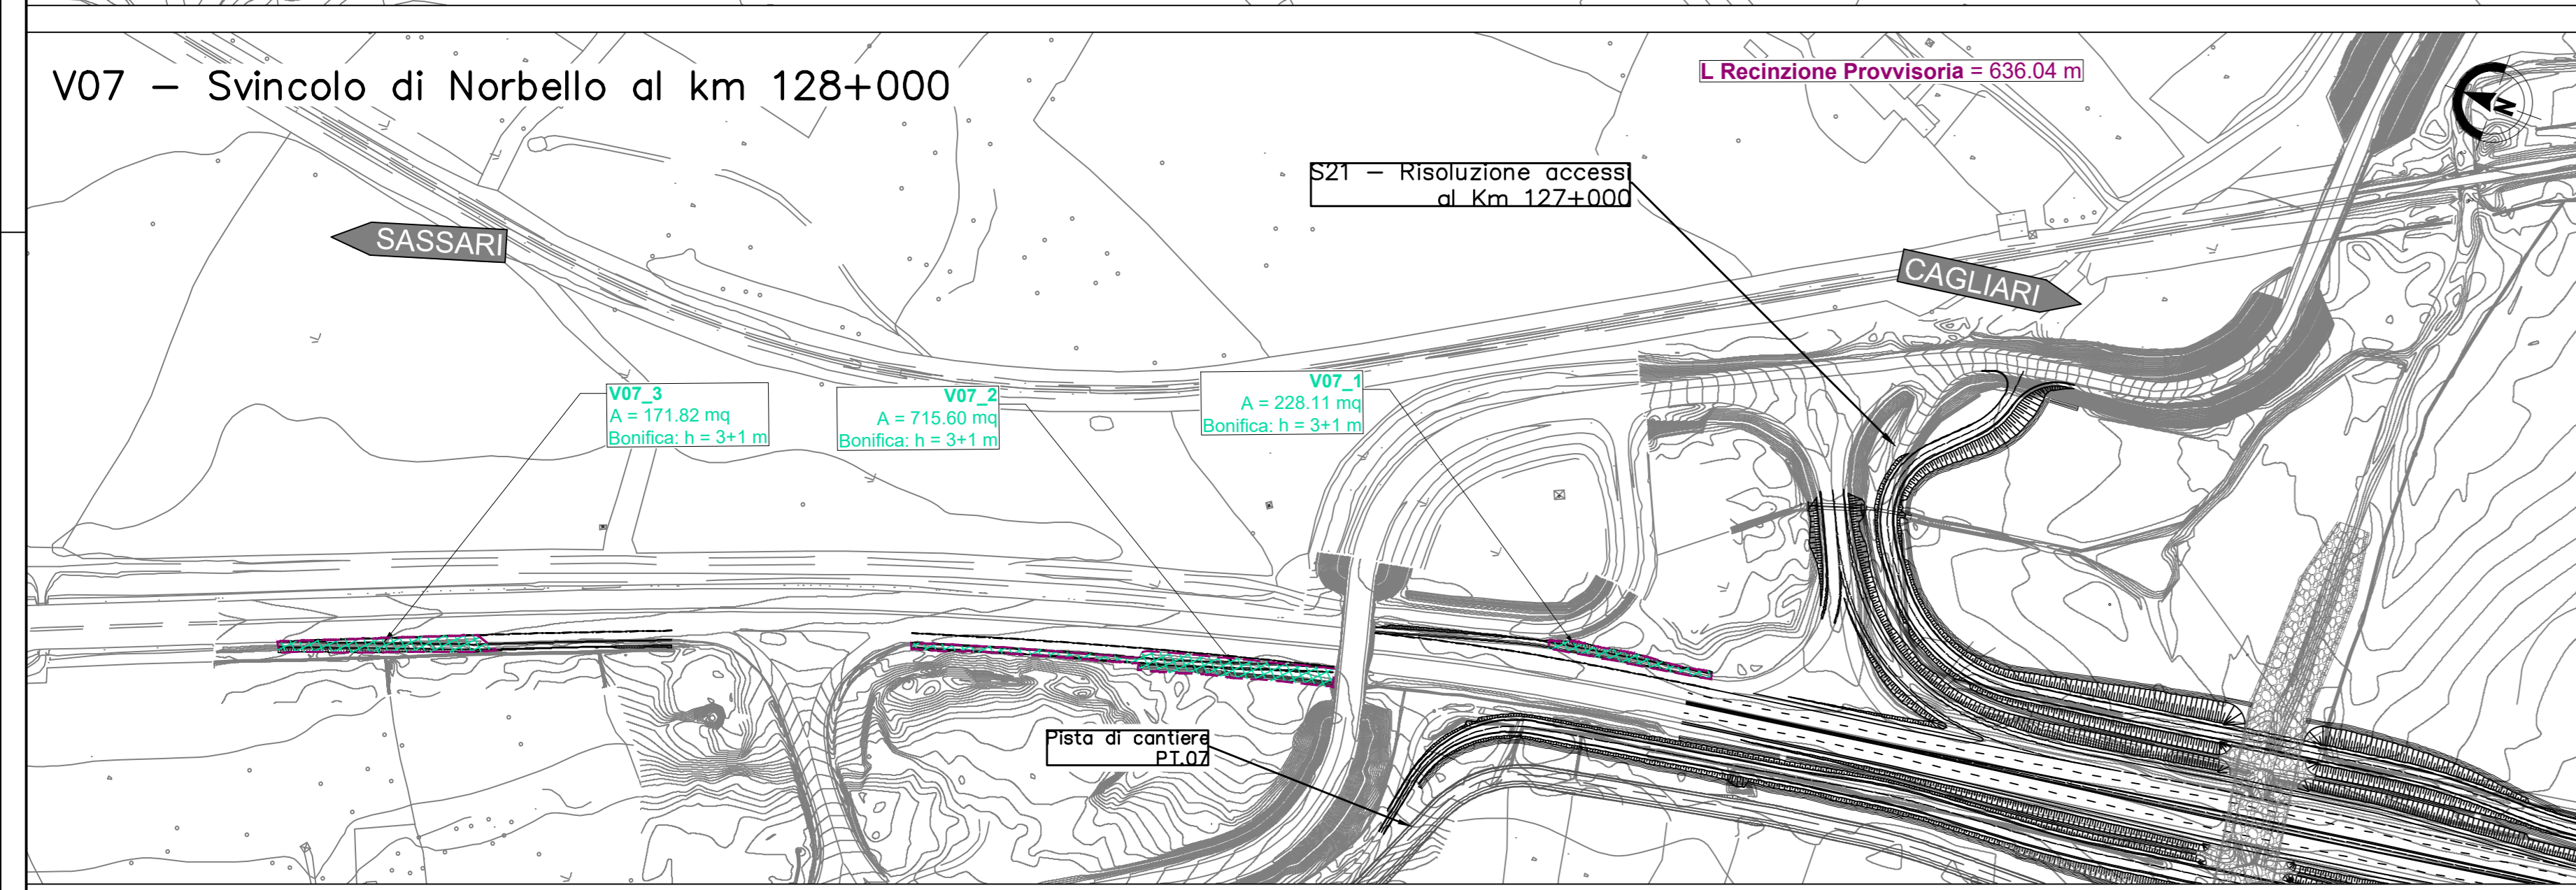 V07 – Svincolo di Norbello al km 128+000
L Recinzione Provvisoria = 636.04 m
N
S21 – Risoluzione accessi
al Km 127+000
SASSARI
CAGLIARI
V07_3
A = 171.82 mq
Bonifica: h = 3+1 m
V07_2
A = 715.60 mq
Bonifica: h = 3+1 m
V07_1
A = 228.11 mq
Bonifica: h = 3+1 m
Pista di cantiere
PT.07